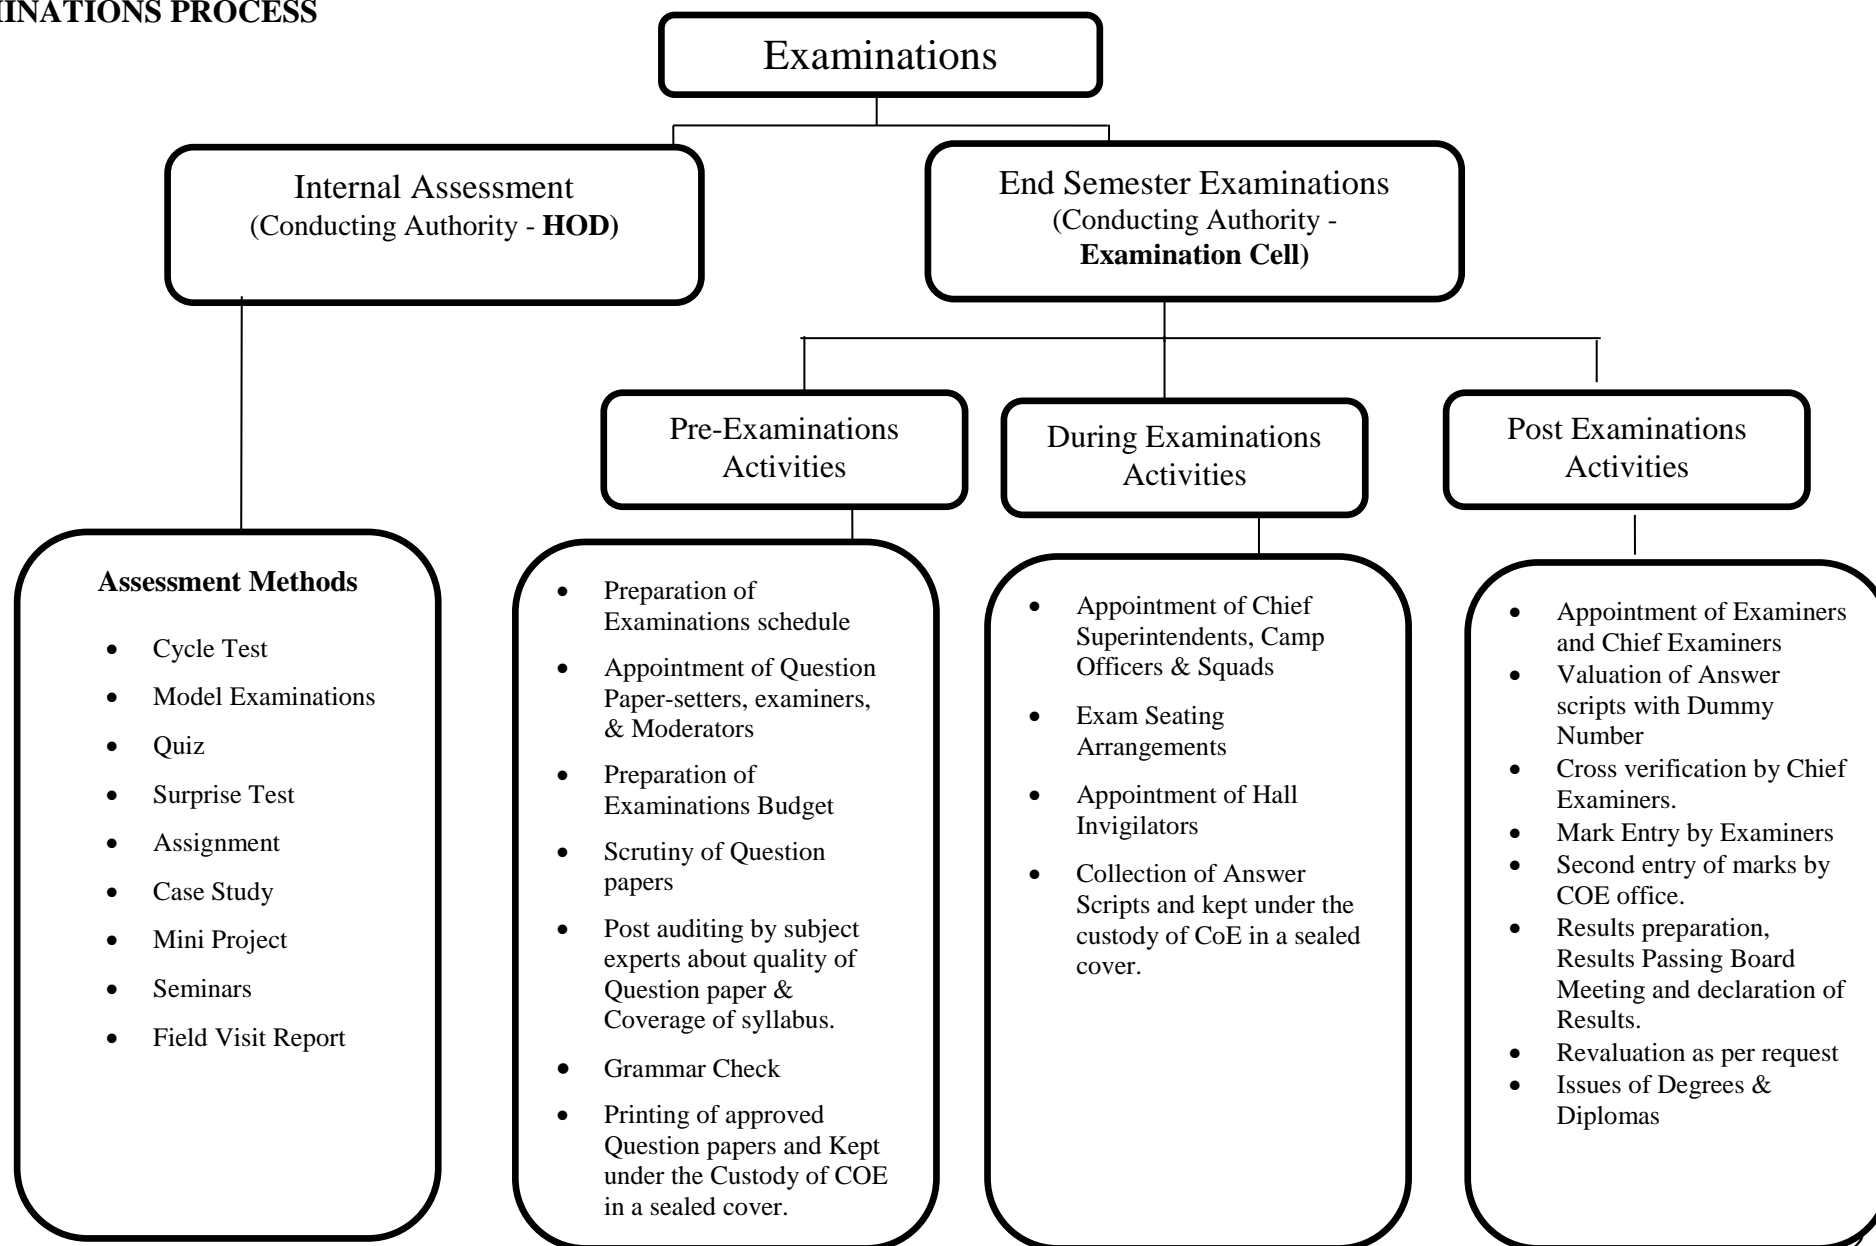 INATIONS PROCESS
Examinations
Internal Assessment
(Conducting Authority - HOD)
End Semester Examinations
(Conducting Authority -
Examination Cell)
Pre-Examinations
Activities
During Examinations
Activities
Post Examinations
Activities
Assessment Methods
• Cycle Test
• Model Examinations
• Quiz
• Surprise Test
• Assignment
• Case Study
• Mini Project
• Seminars
• Field Visit Report
• Preparation of
Examinations schedule
• Appointment of Question
Paper-setters, examiners,
& Moderators
• Preparation of
Examinations Budget
• Scrutiny of Question
papers
• Post auditing by subject
experts about quality of
Question paper &
Coverage of syllabus.
• Grammar Check
• Printing of approved
Question papers and Kept
under the Custody of COE
in a sealed cover.
• Appointment of Chief
Superintendents, Camp
Officers & Squads
• Exam Seating
Arrangements
• Appointment of Hall
Invigilators
• Collection of Answer
Scripts and kept under the
custody of CoE in a sealed
cover.
• Appointment of Examiners
and Chief Examiners
• Valuation of Answer
scripts with Dummy
Number
• Cross verification by Chief
Examiners.
• Mark Entry by Examiners
• Second entry of marks by
COE office.
• Results preparation,
Results Passing Board
Meeting and declaration of
Results.
• Revaluation as per request
• Issues of Degrees &
Diplomas